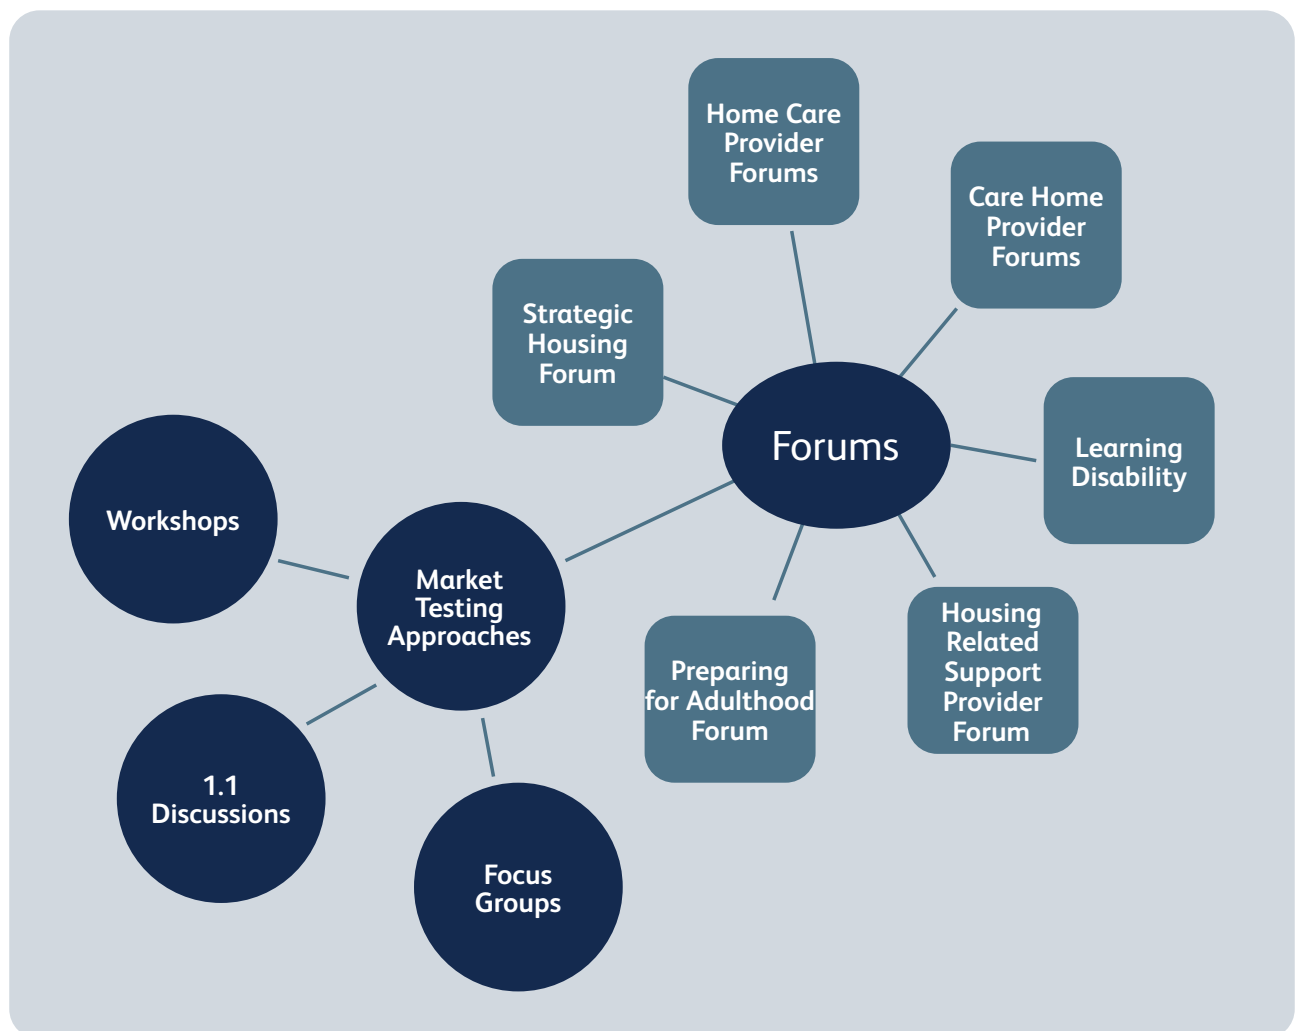 Home Care
Provider
Forums
Care Home
Provider
Forums
Strategic
Housing
Forum
Forums
Learning
Disability
Workshops
Market
Testing
Approaches
Housing
Related
Support
Provider
Forum
Preparing
for Adulthood
Forum
1.1
Discussions
Focus
Groups